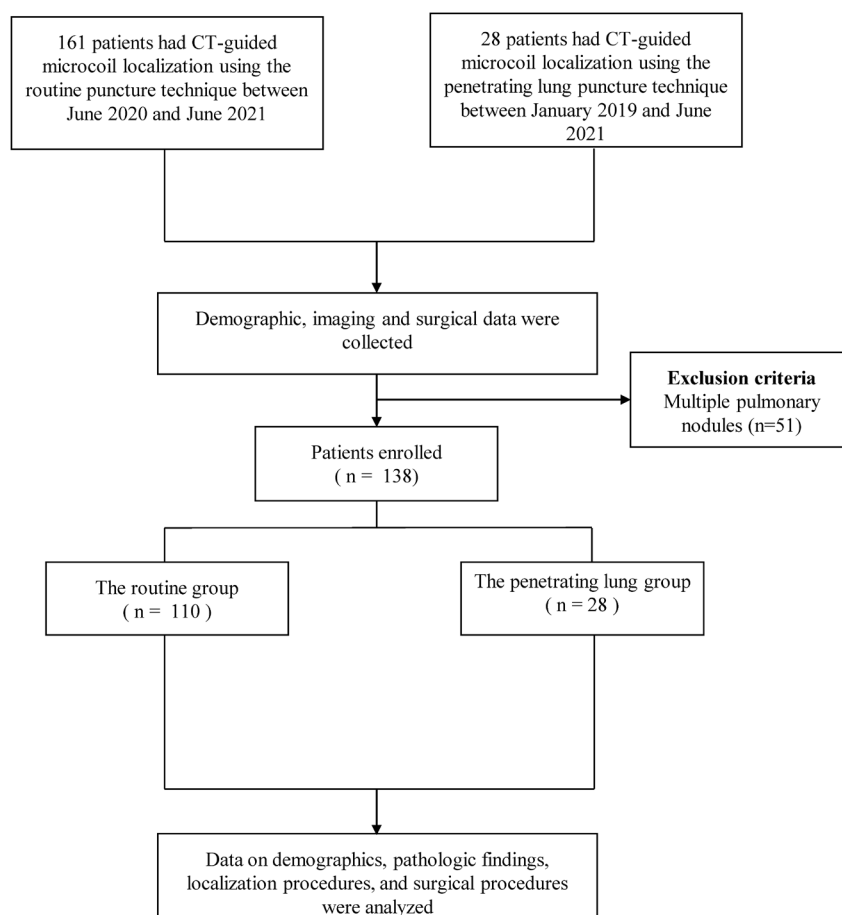 161 patients had CT-guided
microcoil localization using the
routine puncture technique between
June 2020 and June 2021
28 patients had CT-guided
microcoil localization using the
penetrating lung puncture technique
between January 2019 and June
2021
Demographic, imaging and surgical data were
collected
Exclusion criteria
Multiple pulmonary
nodules (n=51)
Patients enrolled
( n = 138)
The routine group
( n = 110 )
The penetrating lung group
( n = 28 )
Data on demographics, pathologic findings,
localization procedures, and surgical procedures
were analyzed